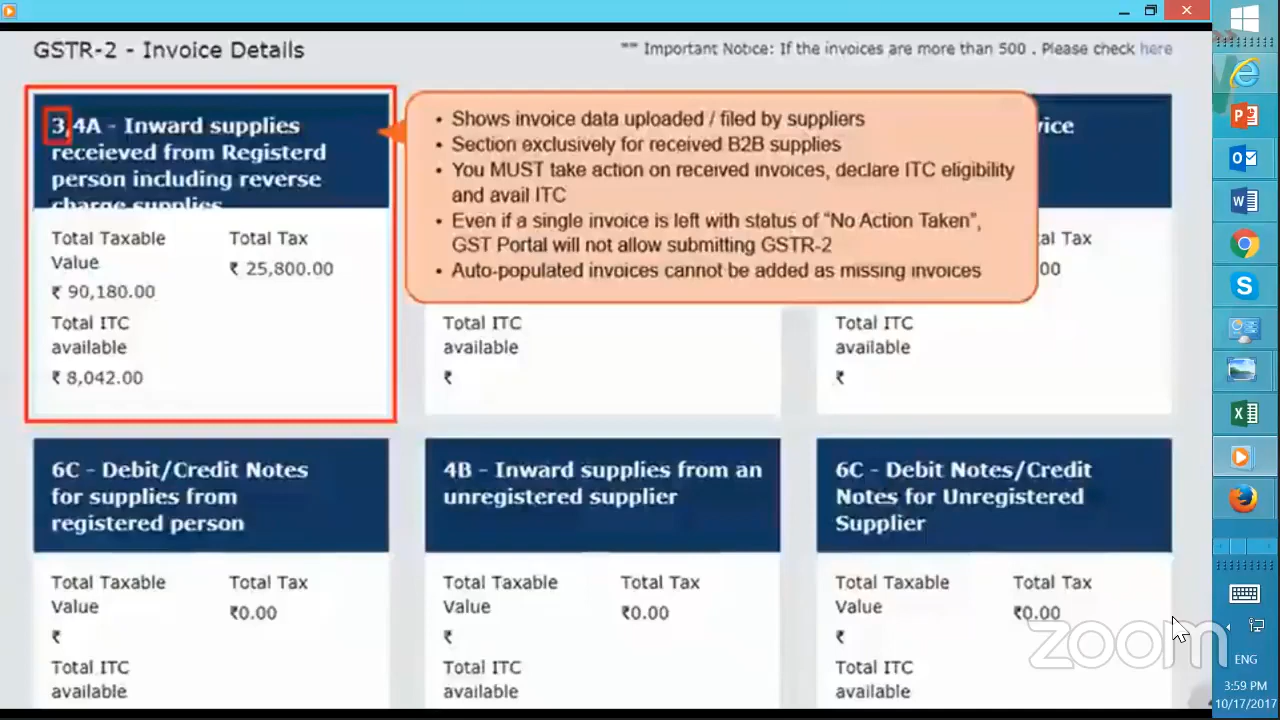 GSTR-2 - Invoice Details
** Important Notice: If the invoices are more than 500 . Please check here
3,4A - Inward supplies
receieved from Registerd
person including reverse
charge supplies
Total Taxable
Value
₹ 90,180.00
Total Tax
₹ 25,800.00
Total ITC
available
₹ 8,042.00
• Shows invoice data uploaded / filed by suppliers
• Section exclusively for received B2B supplies
• You MUST take action on received invoices, declare ITC eligibility
and avail ITC
• Even if a single invoice is left with status of “No Action Taken”,
GST Portal will not allow submitting GSTR-2
• Auto-populated invoices cannot be added as missing invoices
Total ITC
available
₹
Tax
Total ITC
available
₹
6C - Debit/Credit Notes
for supplies from
registered person
Total Taxable
Value
₹
Total Tax
₹0.00
Total ITC
available
4B - Inward supplies from an
unregistered supplier
Total Taxable
Value
₹
Total Tax
₹0.00
Total ITC
available
6C - Debit Notes/Credit
Notes for Unregistered
Supplier
Total Taxable
Value
₹
Total Tax
₹0.00
Total ITC
available
zoom
ENG
3:59 PM
10/17/2017